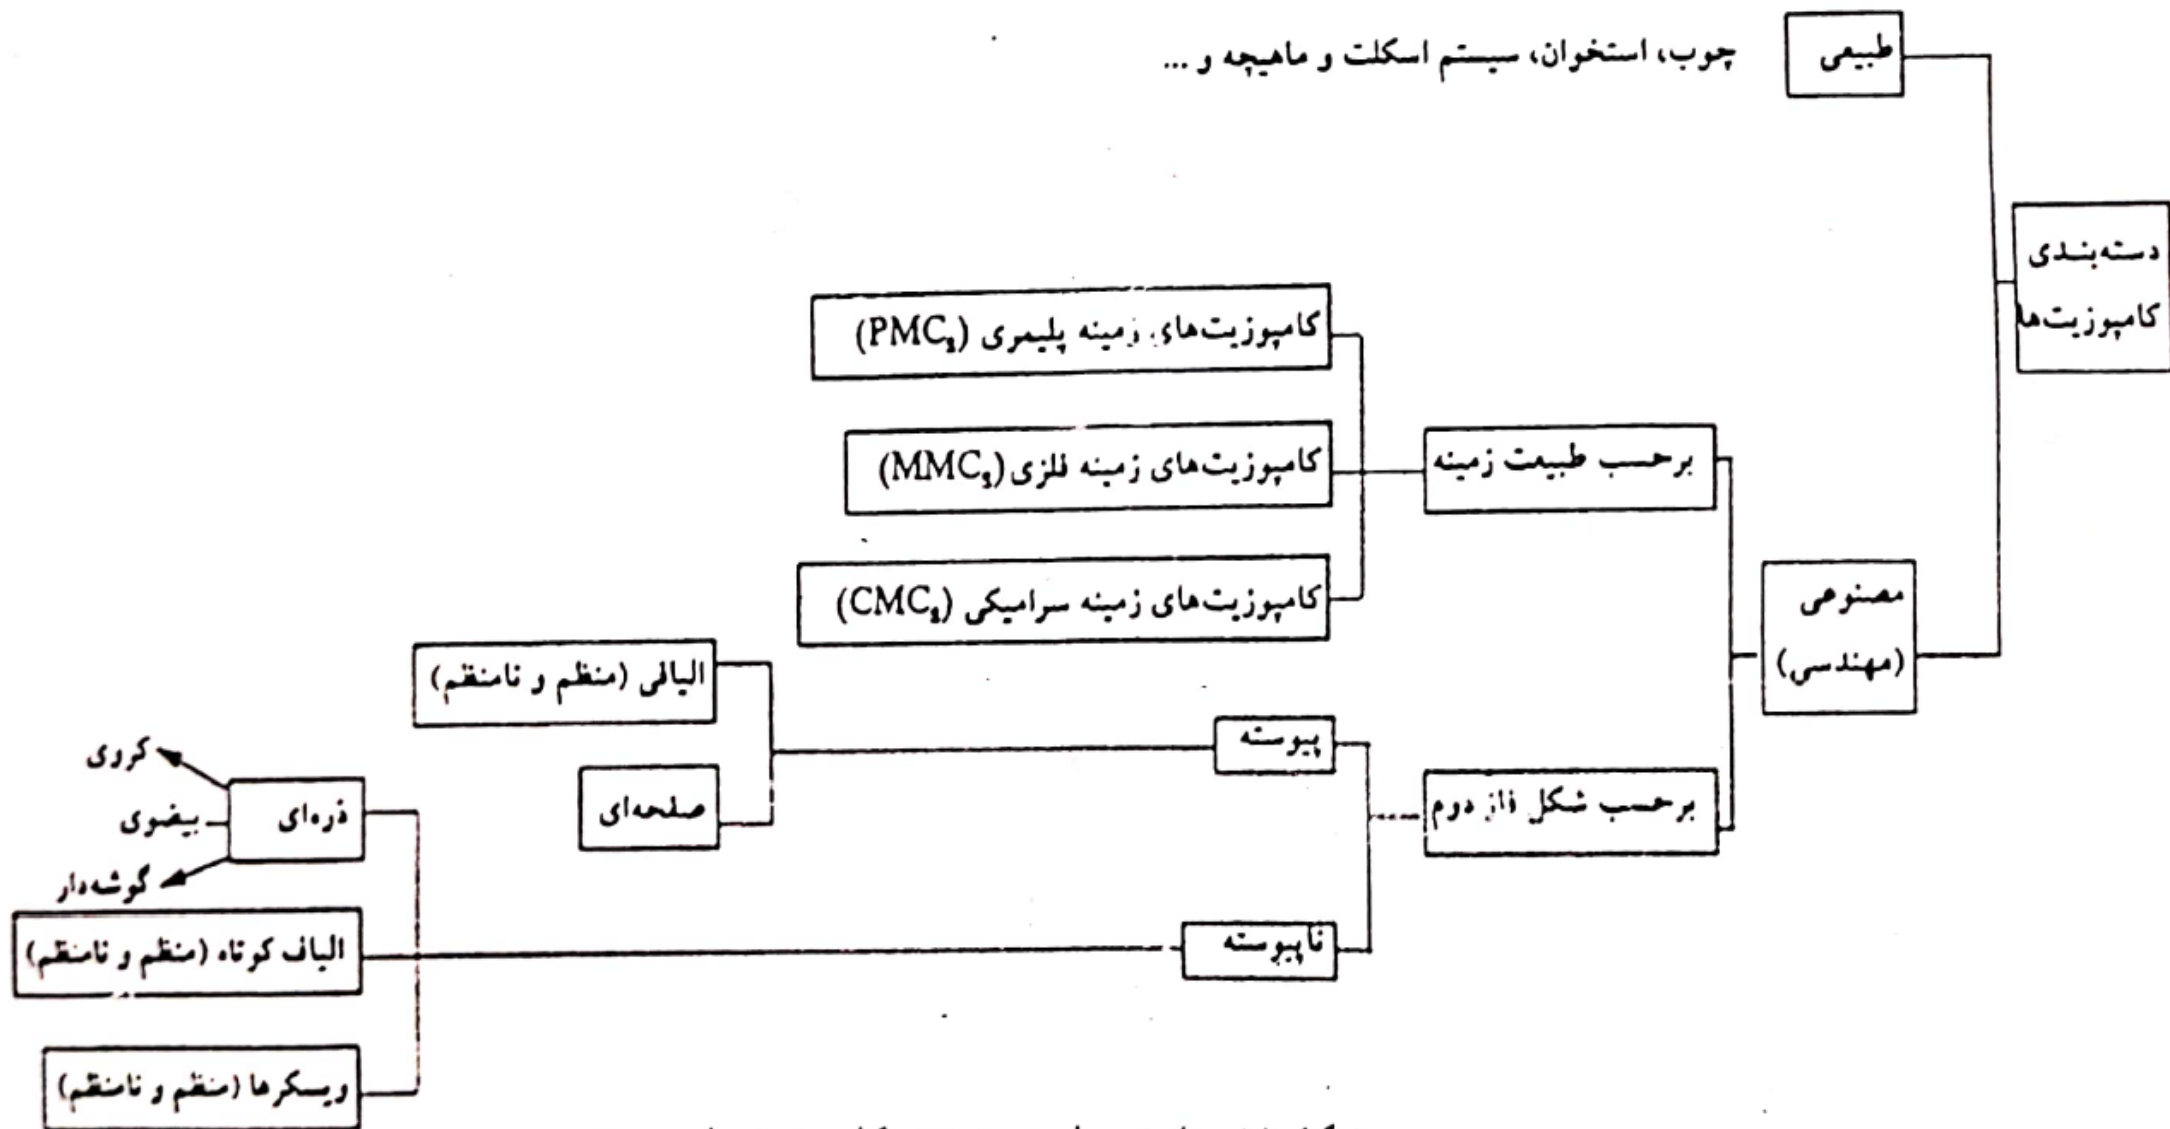 طبیعی
چوب، استخوان، سیستم اسکلت و ماهیچه و ...
دسته‌بندی
کامپوزیت‌ها
کامپوزیت‌های زمینه پلیمری (PMCs)
برحسب طبیعت زمینه
کامپوزیت‌های زمینه فلزی (MMCs)
مصنوعی
(مهندسی)
کامپوزیت‌های زمینه سرامیکی (CMCs)
الیافی (منظم و نامنظم)
پیوسته
صفحه‌ای
برحسب شکل فاز دوم
کروی
ذره‌ای
بیضوی
گوشه‌دار
ناپیوسته
الیاف کوتاه (منظم و نامنظم)
ویسکرها (منظم و نامنظم)